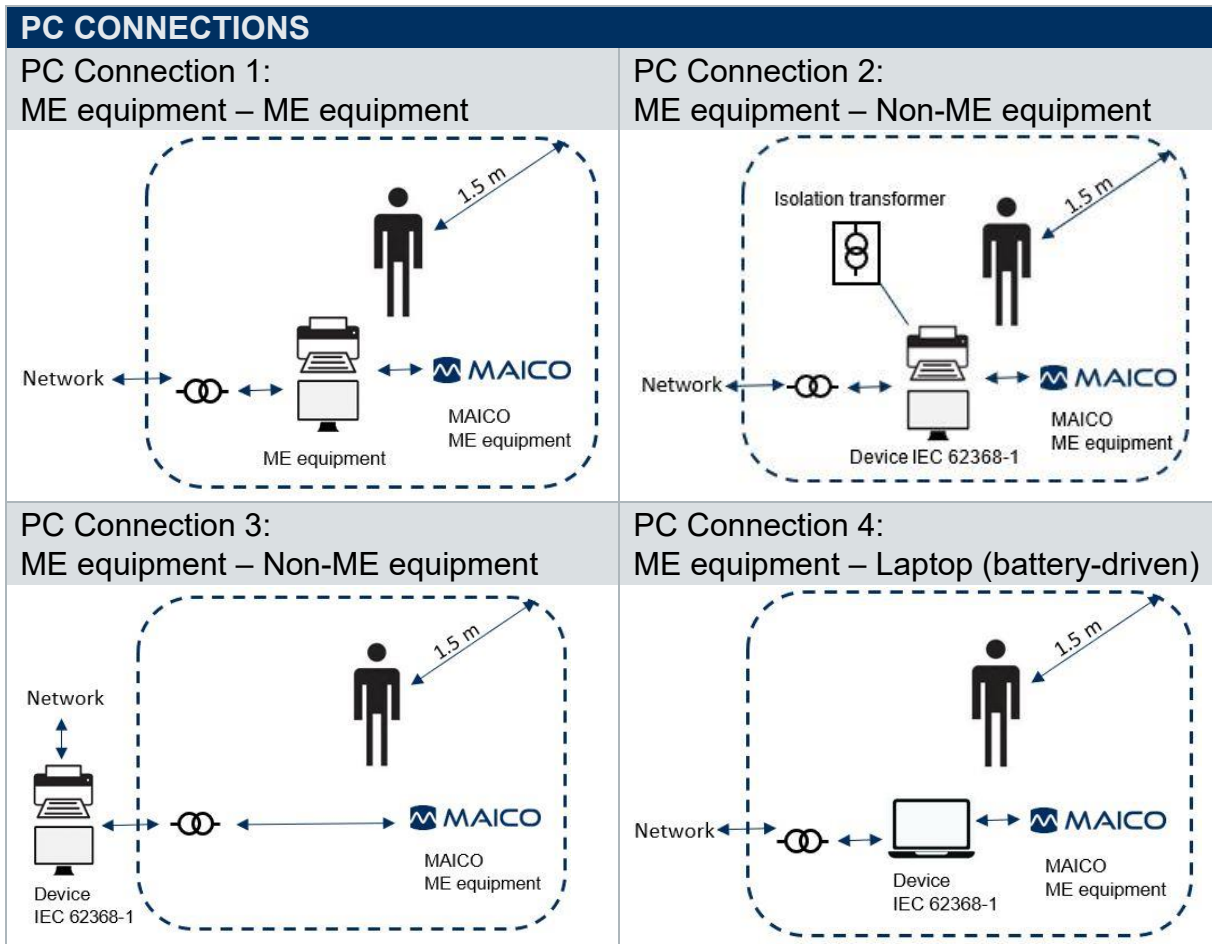 PC CONNECTIONS
PC Connection 1:
ME equipment – ME equipment
1.5 m
Network
MAICO
MAICO
ME equipment
ME equipment
PC Connection 2:
ME equipment – Non-ME equipment
Isolation transformer
1.5 m
Network
MAICO
MAICO
ME equipment
Device IEC 62368-1
PC Connection 3:
ME equipment – Non-ME equipment
1.5 m
Network
MAICO
MAICO
ME equipment
Device
IEC 62368-1
PC Connection 4:
ME equipment – Laptop (battery-driven)
1.5 m
Network
MAICO
MAICO
ME equipment
Device
IEC 62368-1